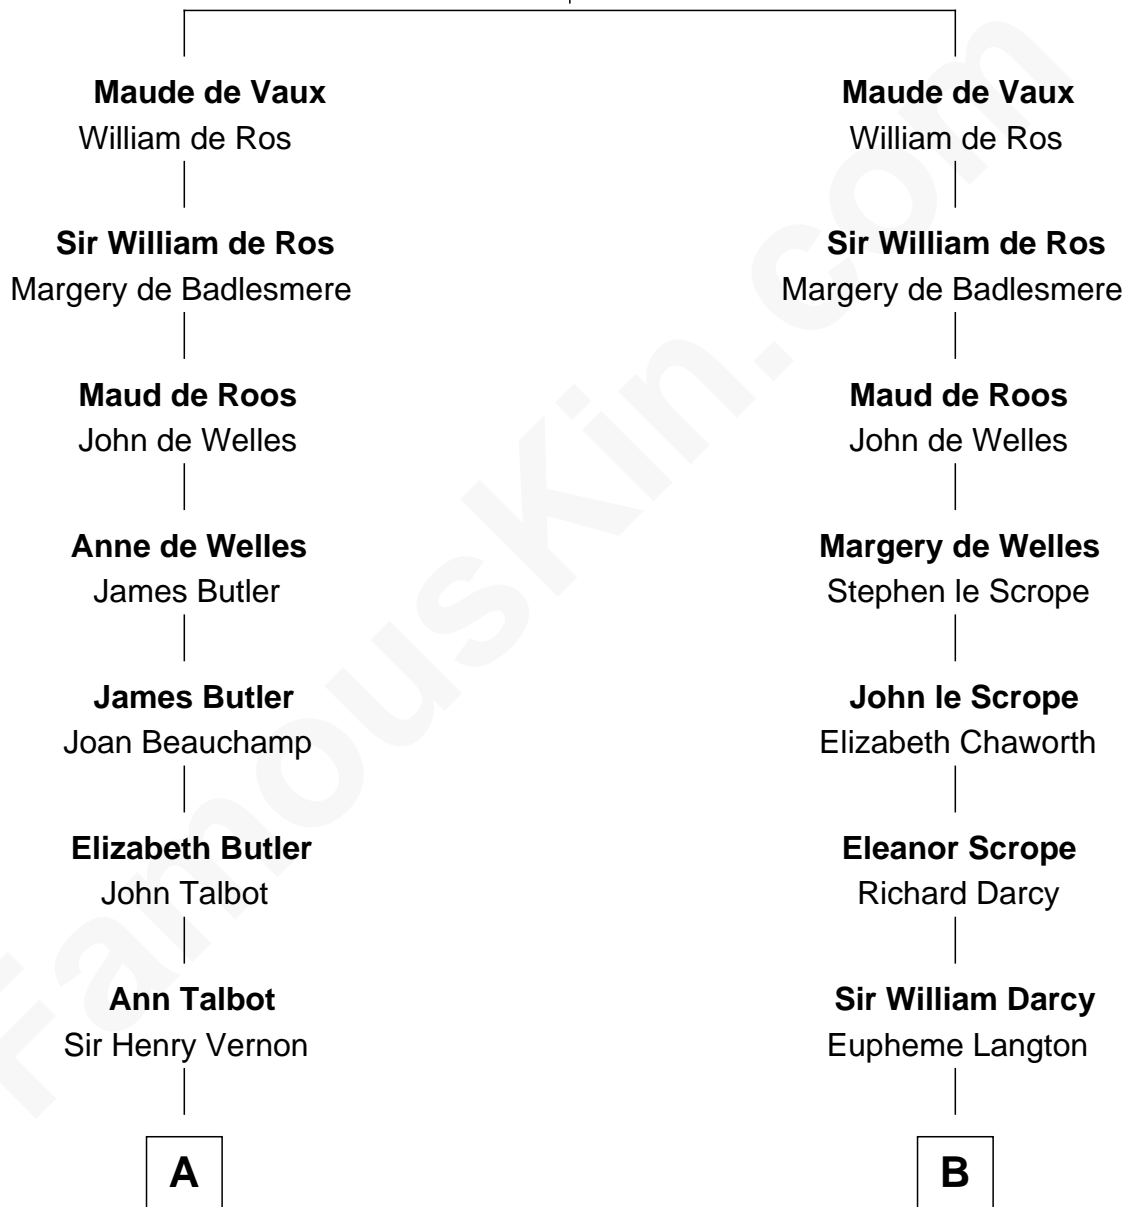 Maude de Vaux
William de Ros
Sir William de Ros
Margery de Badlesmere
Maud de Roos
John de Welles
Anne de Welles
James Butler
James Butler
Joan Beauchamp
Elizabeth Butler
John Talbot
Ann Talbot
Sir Henry Vernon
A
Maude de Vaux
William de Ros
Sir William de Ros
Margery de Badlesmere
Maud de Roos
John de Welles
Margery de Welles
Stephen le Scrope
John le Scrope
Elizabeth Chaworth
Eleanor Scrope
Richard Darcy
Sir William Darcy
Eupheme Langton
B
FamousKin.com